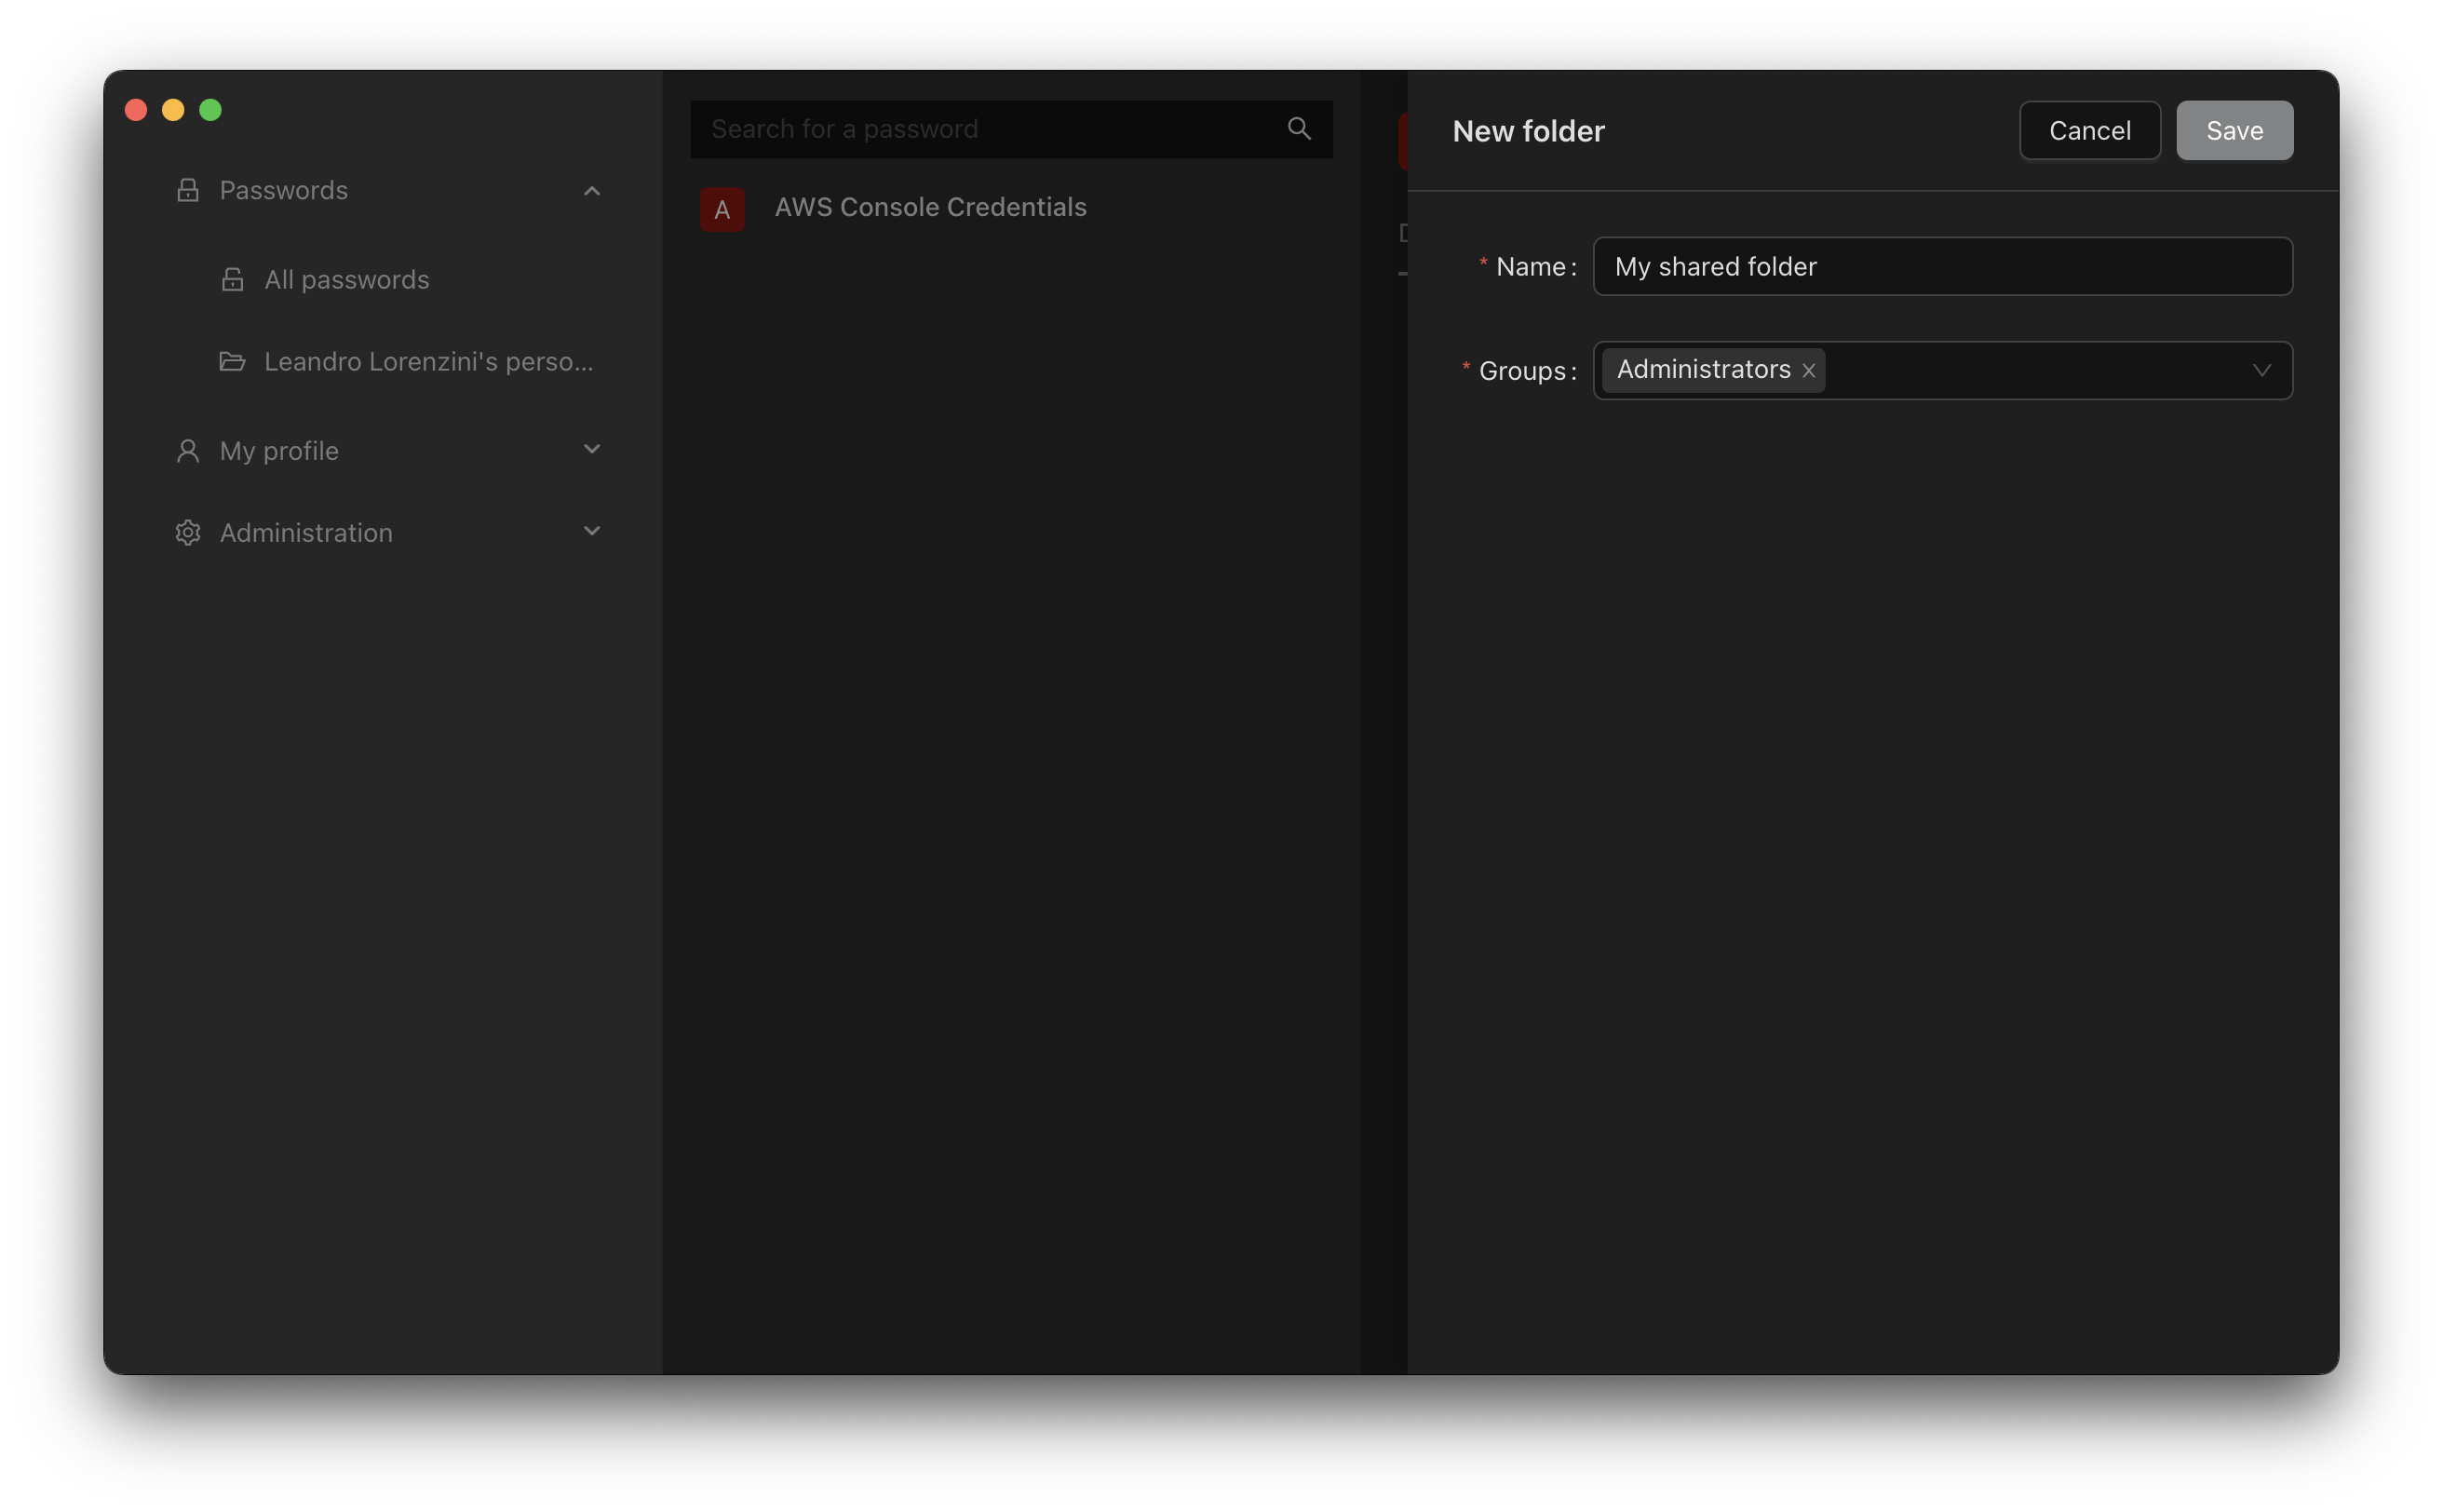 Passwords
All passwords
Leandro Lorenzini's perso...
My profile
Administration
Search for a password
A
AWS Console Credentials
New folder
Cancel
Save
* Name:
My shared folder
* Groups:
Administrators